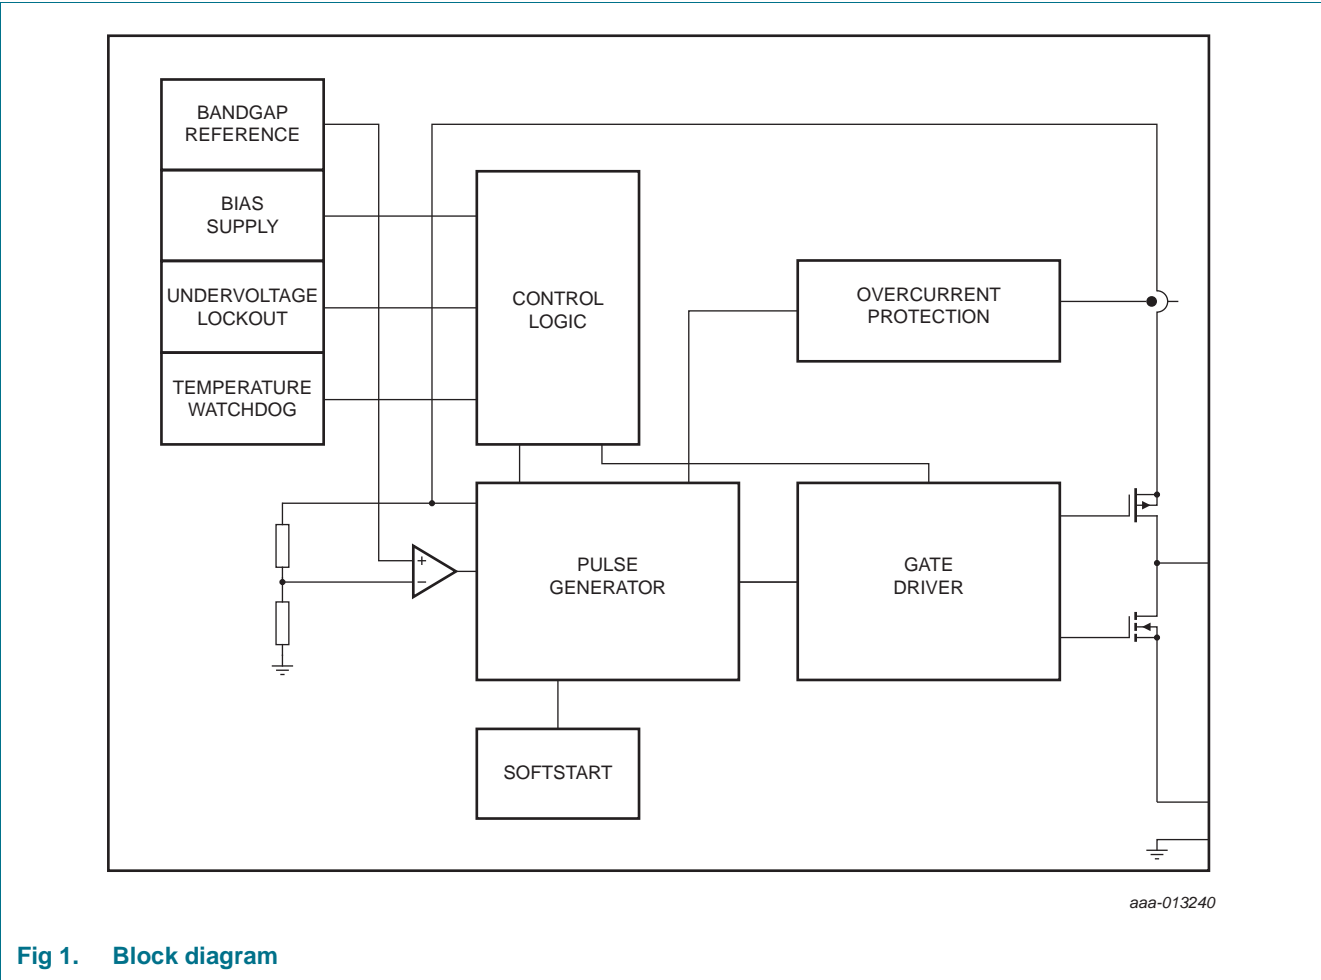 BANDGAP
REFERENCE
BIAS
SUPPLY
UNDERVOLTAGE
LOCKOUT
TEMPERATURE
WATCHDOG
CONTROL
LOGIC
OVERCURRENT
PROTECTION
+
−
PULSE
GENERATOR
GATE
DRIVER
SOFTSTART
aaa-013240
Fig 1. Block diagram